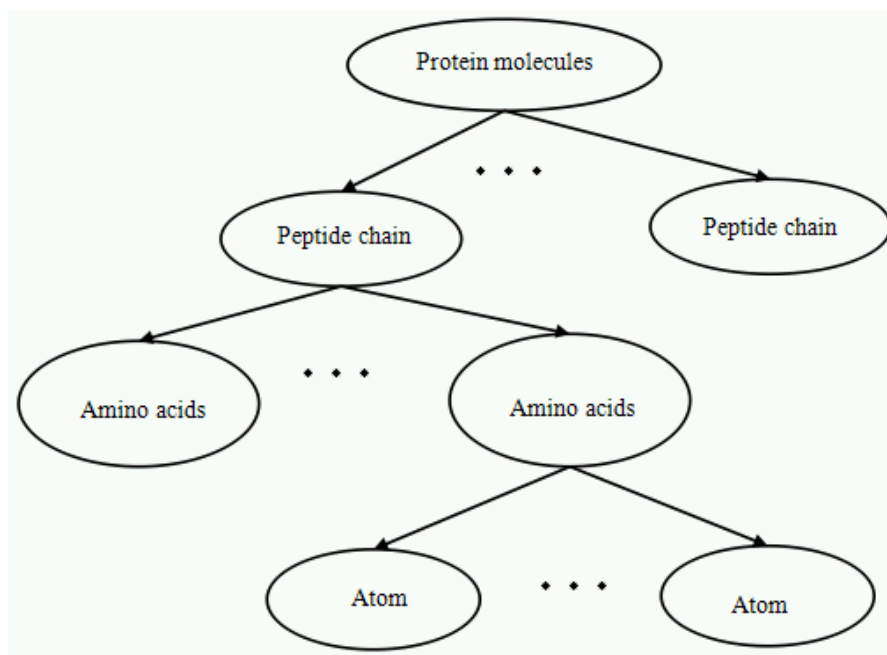 Protein molecules
Peptide chain
Peptide chain
Amino acids
Amino acids
Atom
Atom